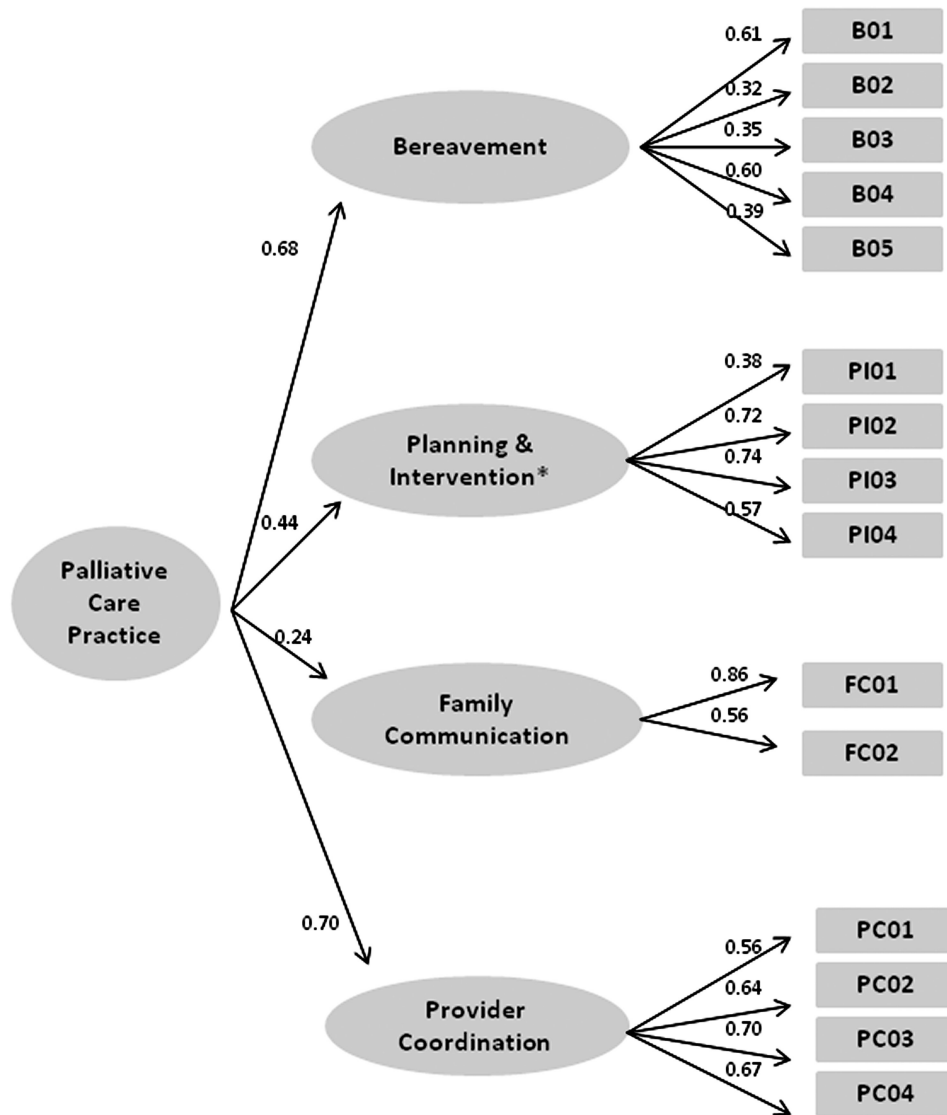 0.61
B01
0.32
B02
Bereavement
0.35
B03
0.60
B04
0.39
B05
0.68
0.38
PI01
Planning &
Intervention*
0.72
PI02
0.74
PI03
0.57
PI04
0.44
Palliative
Care
Practice
0.24
Family
Communication
0.86
FC01
0.56
FC02
0.70
Provider
Coordination
0.56
PC01
0.64
PC02
0.70
PC03
0.67
PC04